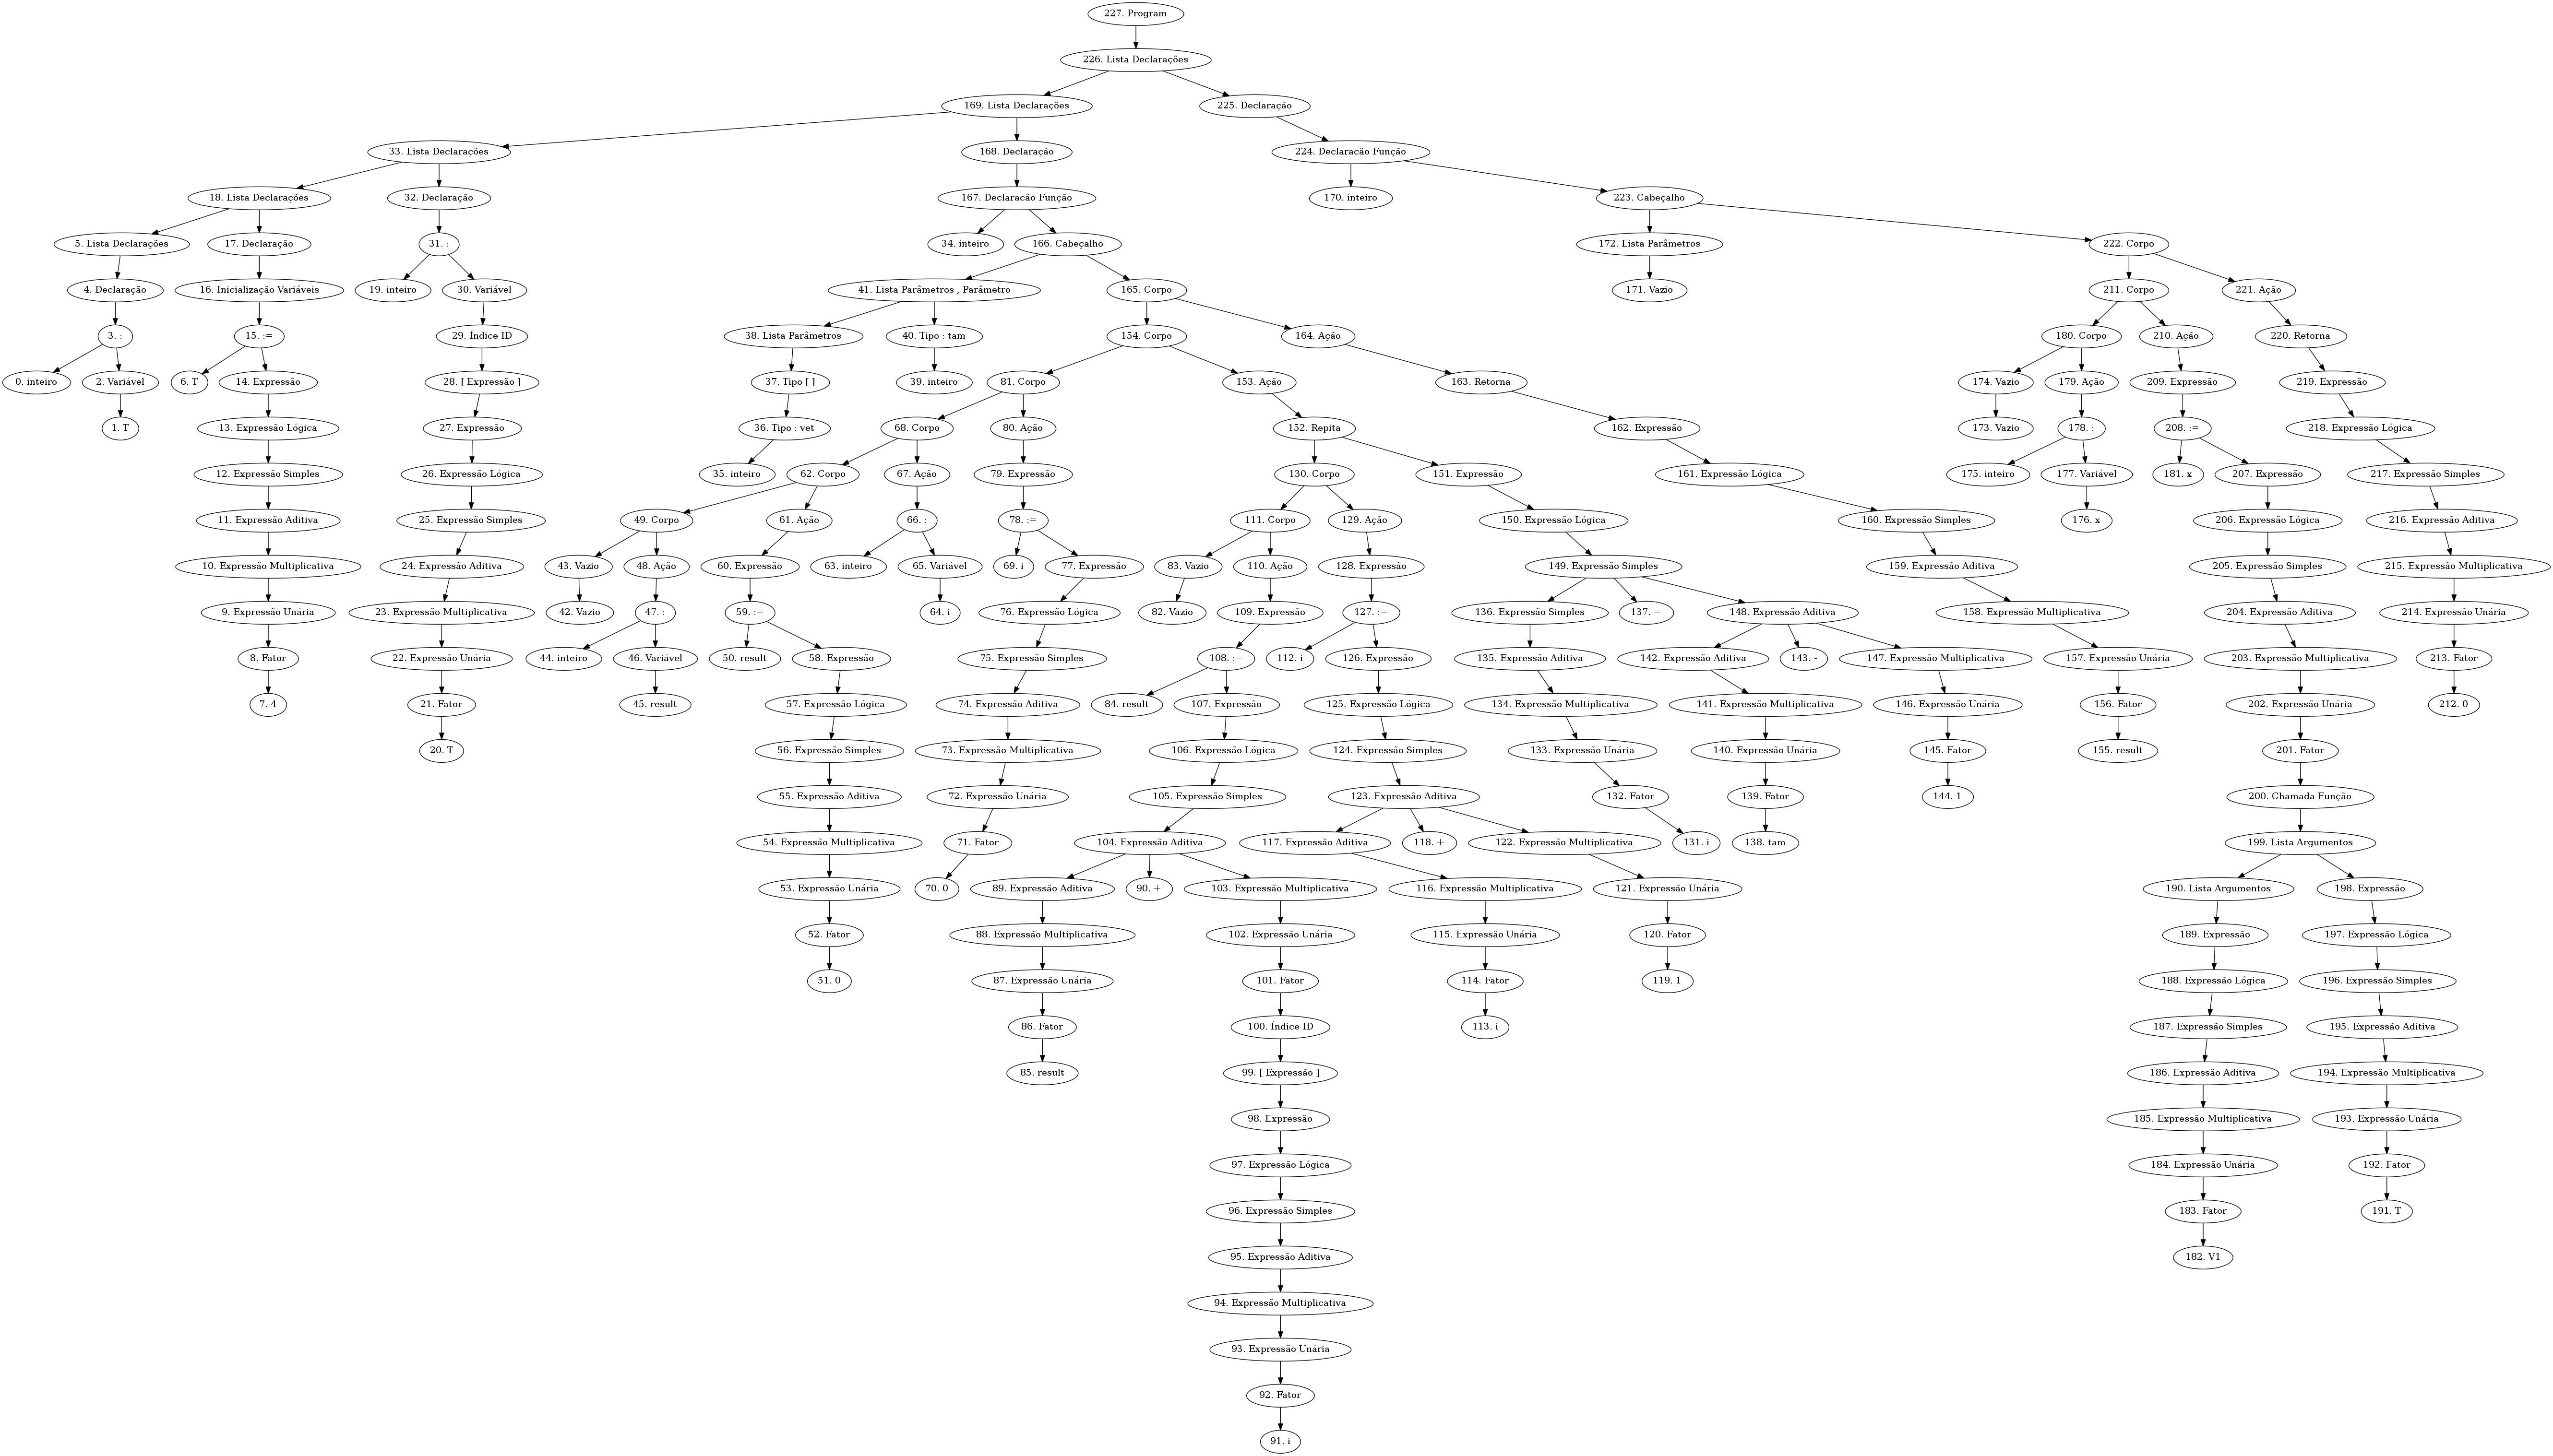 227. Program
226. Lista Declarações
169. Lista Declarações
225. Declaração
33. Lista Declarações
168. Declaração
224. Declaracão Função
18. Lista Declarações
32. Declaração
167. Declaracão Função
170. inteiro
223. Cabeçalho
5. Lista Declarações
17. Declaração
31. :
34. inteiro
166. Cabeçalho
172. Lista Parâmetros
222. Corpo
4. Declaração
16. Inicialização Variáveis
19. inteiro
30. Variável
41. Lista Parâmetros , Parâmetro
165. Corpo
171. Vazio
211. Corpo
221. Ação
3. :
15. :=
29. Índice ID
38. Lista Parâmetros
40. Tipo : tam
154. Corpo
164. Ação
180. Corpo
210. Ação
220. Retorna
0. inteiro
2. Variável
6. T
14. Expressão
28. [ Expressão ]
37. Tipo [ ]
39. inteiro
81. Corpo
153. Ação
163. Retorna
174. Vazio
179. Ação
209. Expressão
219. Expressão
1. T
13. Expressão Lógica
27. Expressão
36. Tipo : vet
68. Corpo
80. Ação
152. Repita
162. Expressão
173. Vazio
178. :
208. :=
218. Expressão Lógica
12. Expressão Simples
26. Expressão Lógica
35. inteiro
62. Corpo
67. Ação
79. Expressão
130. Corpo
151. Expressão
161. Expressão Lógica
175. inteiro
177. Variável
181. x
207. Expressão
217. Expressão Simples
11. Expressão Aditiva
25. Expressão Simples
49. Corpo
61. Ação
66. :
78. :=
111. Corpo
129. Ação
150. Expressão Lógica
160. Expressão Simples
176. x
206. Expressão Lógica
216. Expressão Aditiva
10. Expressão Multiplicativa
24. Expressão Aditiva
43. Vazio
48. Ação
60. Expressão
63. inteiro
65. Variável
69. i
77. Expressão
83. Vazio
110. Ação
128. Expressão
149. Expressão Simples
159. Expressão Aditiva
205. Expressão Simples
215. Expressão Multiplicativa
9. Expressão Unária
23. Expressão Multiplicativa
42. Vazio
47. :
59. :=
64. i
76. Expressão Lógica
82. Vazio
109. Expressão
127. :=
136. Expressão Simples
137. =
148. Expressão Aditiva
158. Expressão Multiplicativa
204. Expressão Aditiva
214. Expressão Unária
8. Fator
22. Expressão Unária
44. inteiro
46. Variável
50. result
58. Expressão
75. Expressão Simples
108. :=
112. i
126. Expressão
135. Expressão Aditiva
142. Expressão Aditiva
143. -
147. Expressão Multiplicativa
157. Expressão Unária
203. Expressão Multiplicativa
213. Fator
7. 4
21. Fator
45. result
57. Expressão Lógica
74. Expressão Aditiva
84. result
107. Expressão
125. Expressão Lógica
134. Expressão Multiplicativa
141. Expressão Multiplicativa
146. Expressão Unária
156. Fator
202. Expressão Unária
212. 0
20. T
56. Expressão Simples
73. Expressão Multiplicativa
106. Expressão Lógica
124. Expressão Simples
133. Expressão Unária
140. Expressão Unária
145. Fator
155. result
201. Fator
55. Expressão Aditiva
72. Expressão Unária
105. Expressão Simples
123. Expressão Aditiva
132. Fator
139. Fator
144. 1
200. Chamada Função
54. Expressão Multiplicativa
71. Fator
104. Expressão Aditiva
117. Expressão Aditiva
118. +
122. Expressão Multiplicativa
131. i
138. tam
199. Lista Argumentos
53. Expressão Unária
70. 0
89. Expressão Aditiva
90. +
103. Expressão Multiplicativa
116. Expressão Multiplicativa
121. Expressão Unária
190. Lista Argumentos
198. Expressão
52. Fator
88. Expressão Multiplicativa
102. Expressão Unária
115. Expressão Unária
120. Fator
189. Expressão
197. Expressão Lógica
51. 0
87. Expressão Unária
101. Fator
114. Fator
119. 1
188. Expressão Lógica
196. Expressão Simples
86. Fator
100. Índice ID
113. i
187. Expressão Simples
195. Expressão Aditiva
85. result
99. [ Expressão ]
186. Expressão Aditiva
194. Expressão Multiplicativa
98. Expressão
185. Expressão Multiplicativa
193. Expressão Unária
97. Expressão Lógica
184. Expressão Unária
192. Fator
96. Expressão Simples
183. Fator
191. T
95. Expressão Aditiva
182. V1
94. Expressão Multiplicativa
93. Expressão Unária
92. Fator
91. i